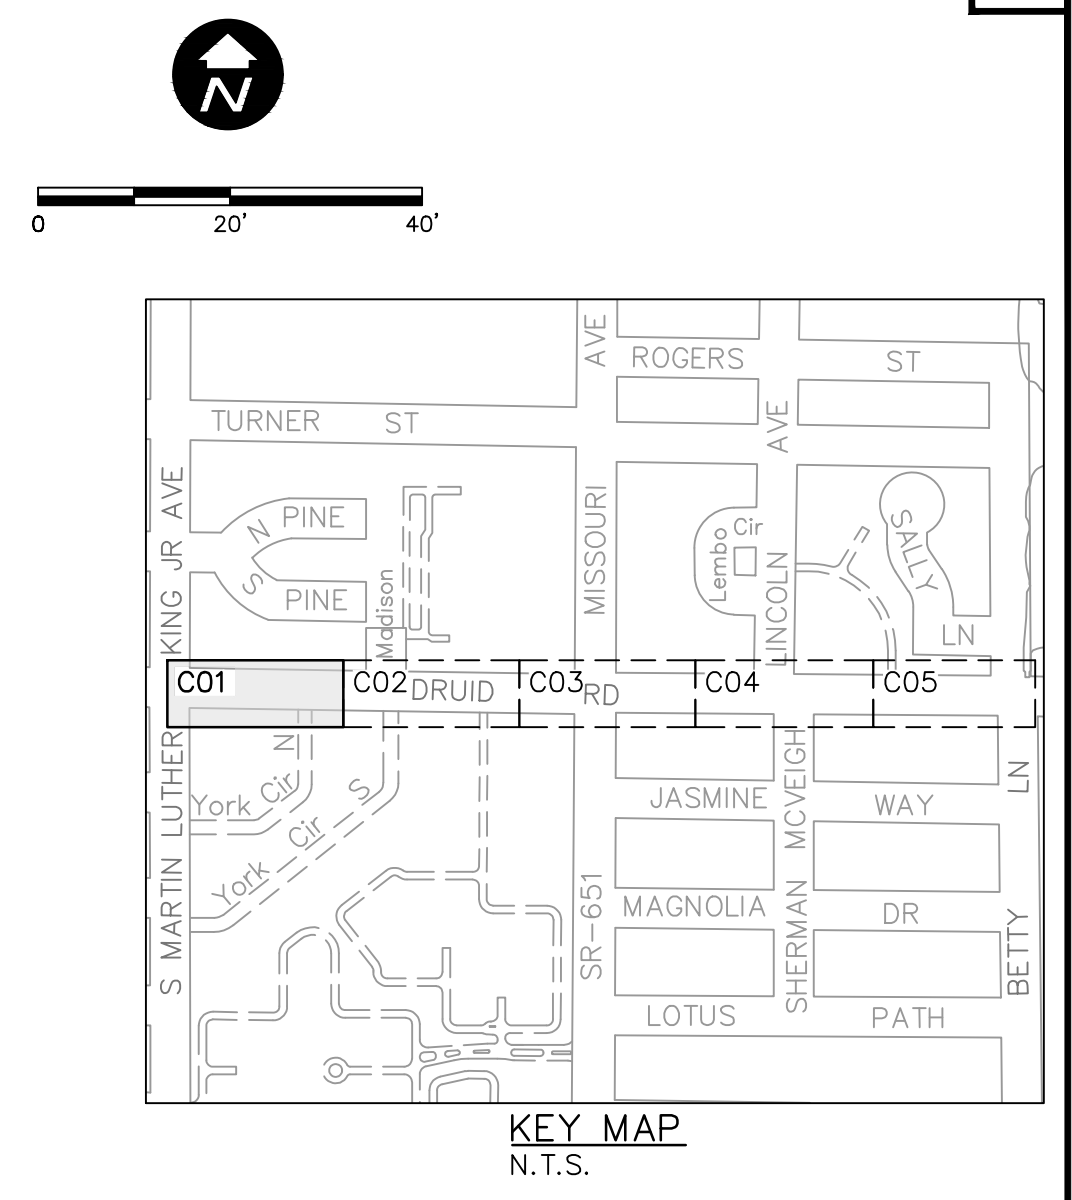 N
0 20' 40'
AVE
ROGERS ST
TURNER ST
AVE
N PINE
S PINE
Madison
MISSOURI
Lembo Cir
LINCOLN
SALLY
LN
S MARTIN LUTHER KING JR AVE
C01 C02 C03 C04 C05
DRUID RD
N
York Cir
S
York Cir
JASMINE WAY
SHERMAN MCVEIGH
BETTY LN
SR-651
MAGNOLIA DR
LOTUS PATH
KEY MAP
N.T.S.